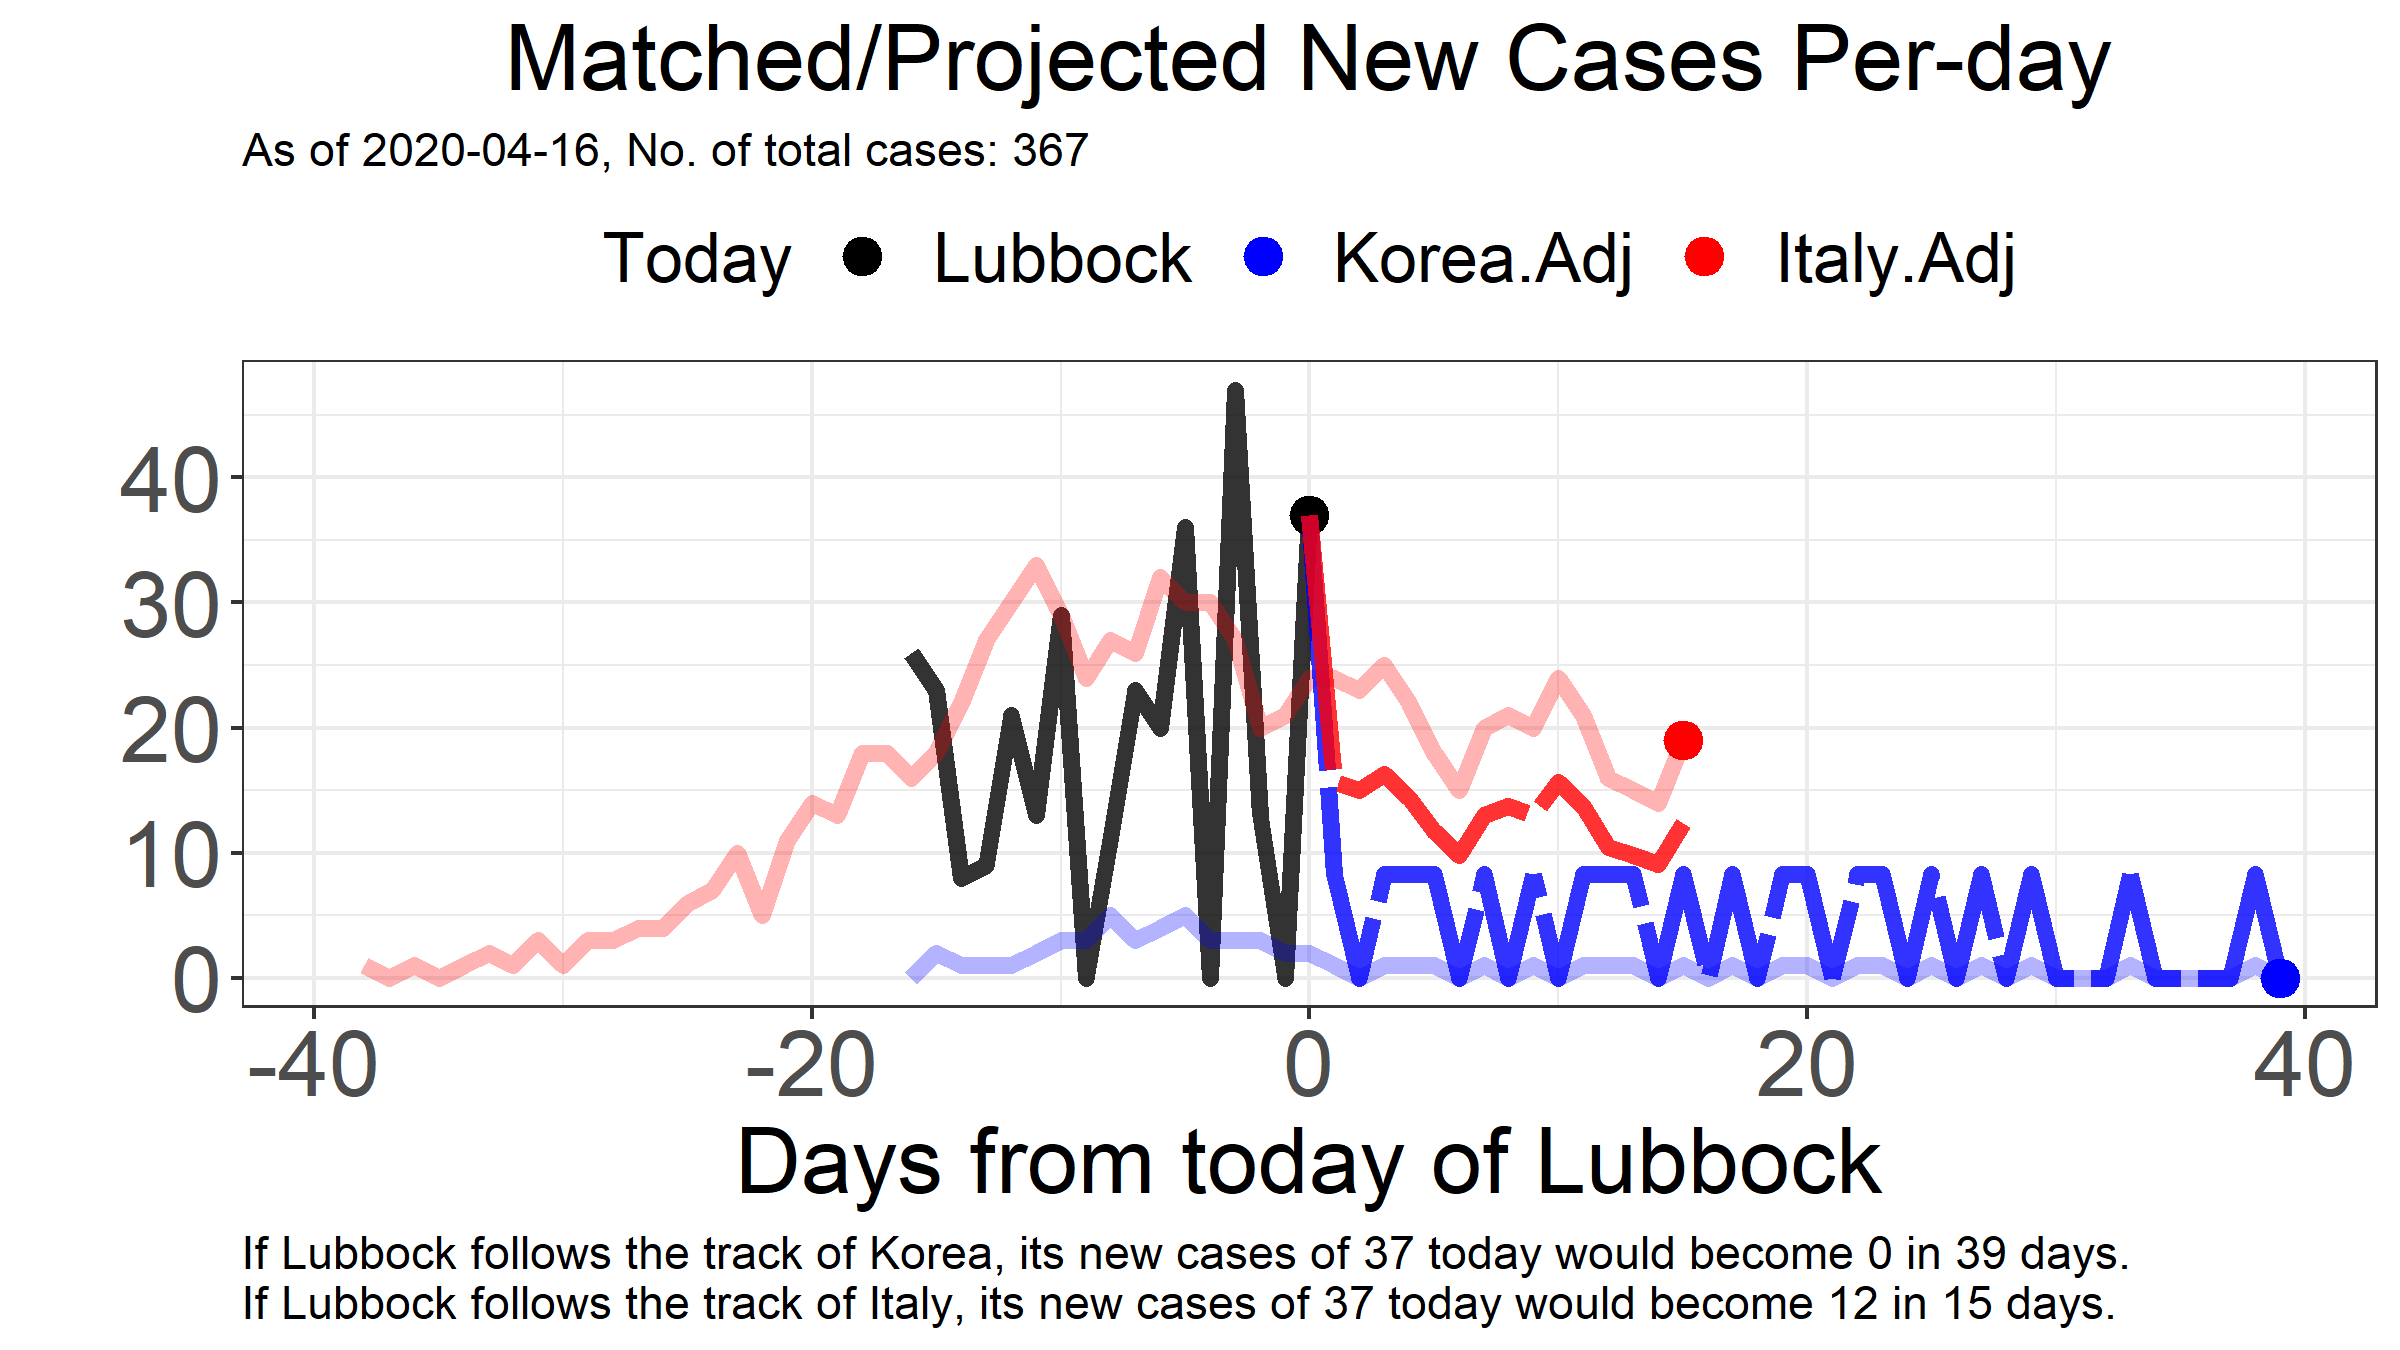 Matched/Projected New Cases Per-day
As of 2020-04-16, No. of total cases: 367
Today Lubbock Korea.Adj Italy.Adj
40
30
20
10
0
-40 -20 0 20 40
Days from today of Lubbock
If Lubbock follows the track of Korea, its new cases of 37 today would become 0 in 39 days.
If Lubbock follows the track of Italy, its new cases of 37 today would become 12 in 15 days.